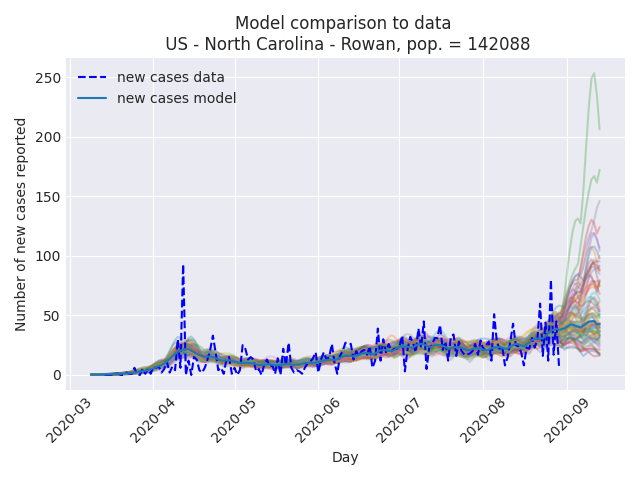 Model comparison to data
US - North Carolina - Rowan, pop. = 142088
new cases data
new cases model
Number of new cases reported
250
200
150
100
50
0
2020-03
2020-04
2020-05
2020-06
2020-07
2020-08
2020-09
Day